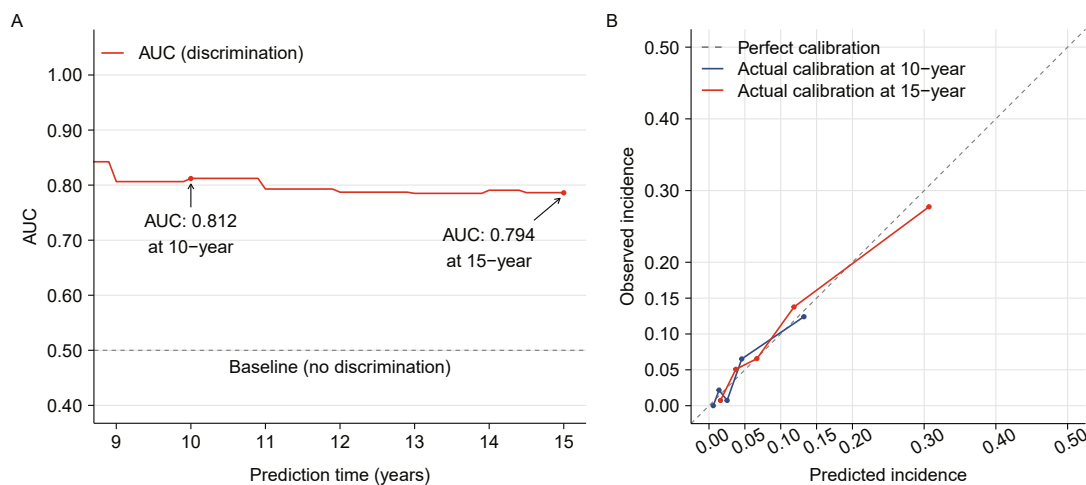 A
AUC (discrimination)
1.00
0.90
0.80
0.70
0.60
0.50
0.40
AUC
AUC: 0.812
at 10−year
AUC: 0.794
at 15−year
Baseline (no discrimination)
9 10 11 12 13 14 15
Prediction time (years)
B
Perfect calibration
Actual calibration at 10−year
Actual calibration at 15−year
0.50
0.40
0.30
0.20
0.15
0.10
0.05
0.00
Observed incidence
0.00 0.05 0.10 0.15 0.20 0.30 0.40 0.50
Predicted incidence